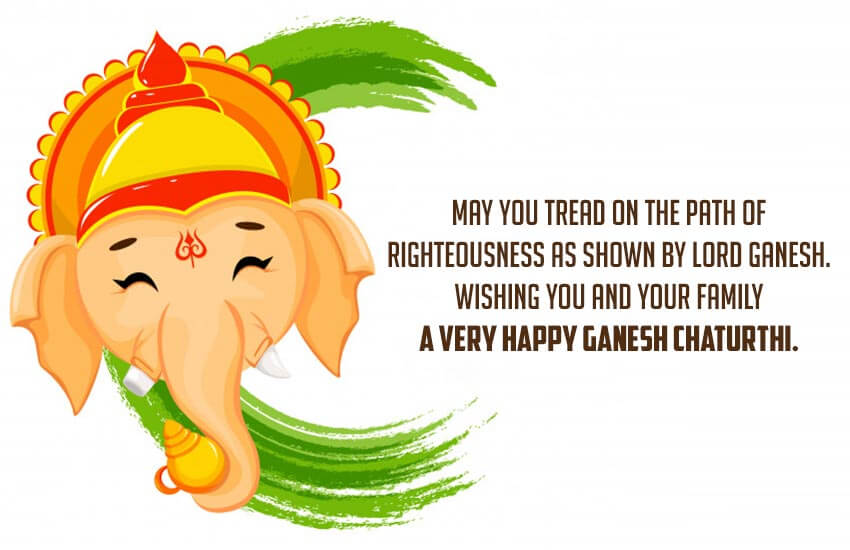 MAY YOU TREAD ON THE PATH OF
RIGHTEOUSNESS AS SHOWN BY LORD GANESH.
WISHING YOU AND YOUR FAMILY
A VERY HAPPY GANESH CHATURTHI.